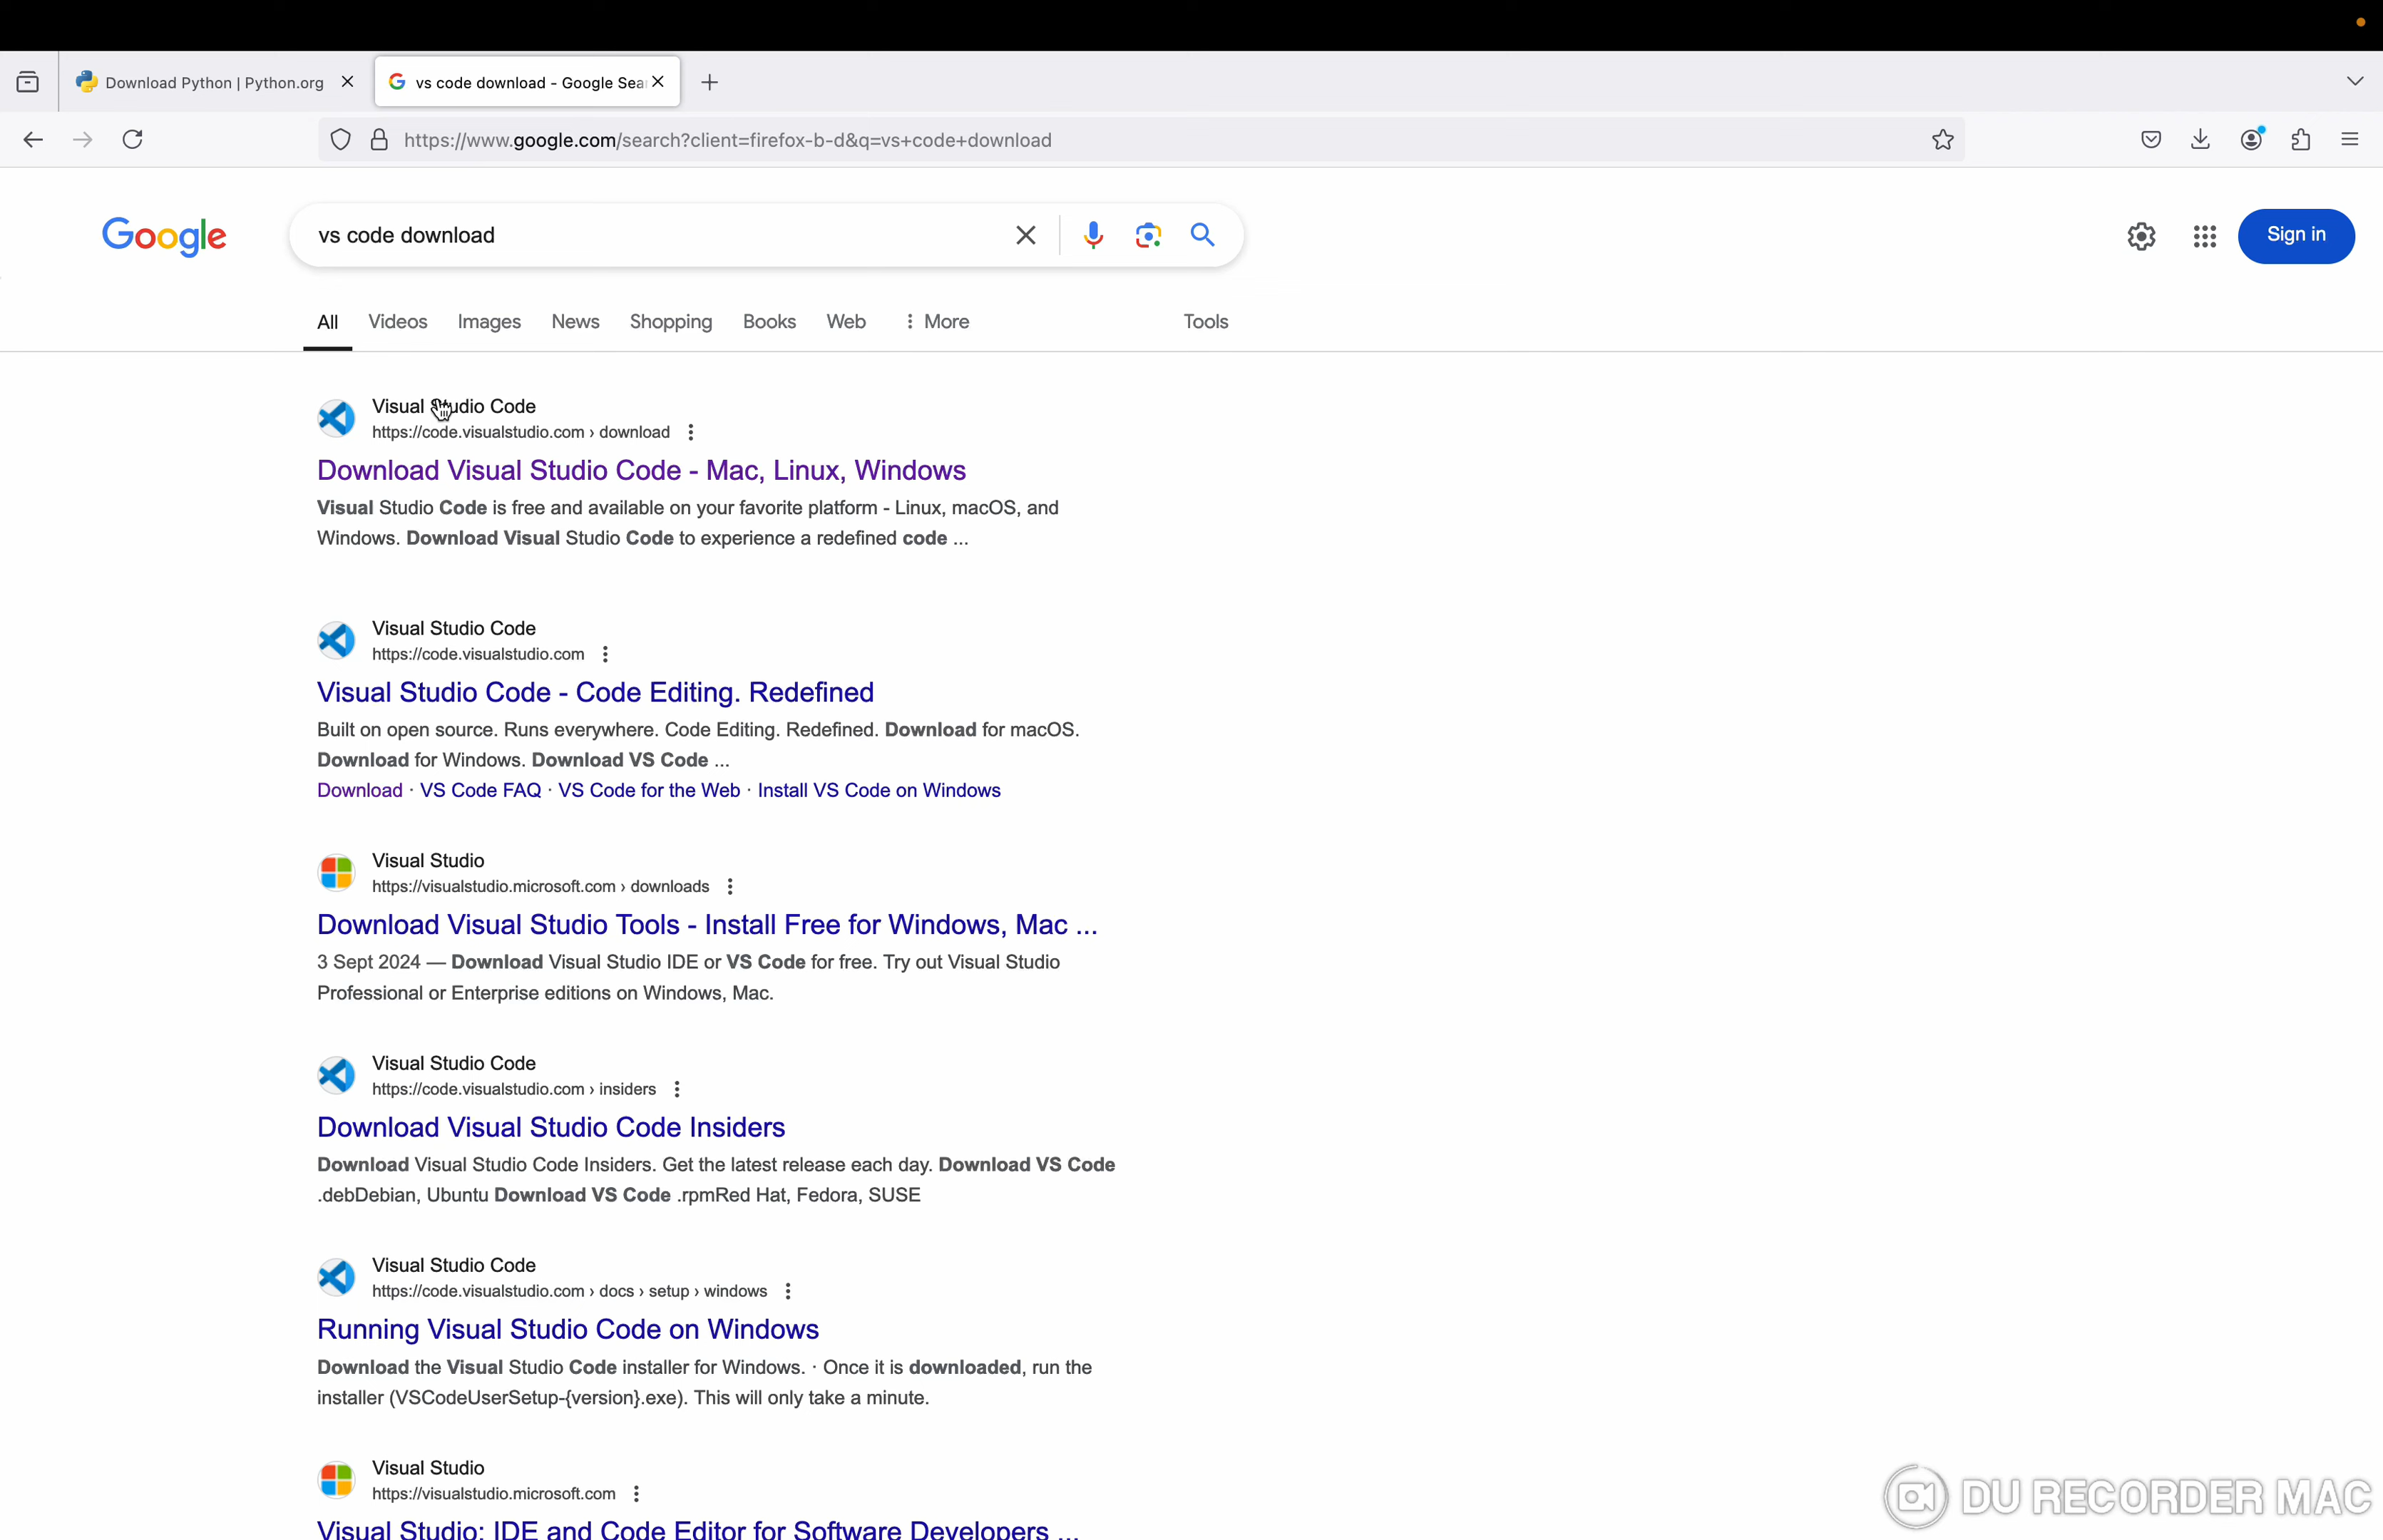 Download Python | Python.org
vs code download - Google Sea
https://www.google.com/search?client=firefox-b-d&q=vs+code+download
Google
vs code download
Sign in
All Videos Images News Shopping Books Web More Tools
Visual Studio Code
https://code.visualstudio.com › download
Download Visual Studio Code - Mac, Linux, Windows
Visual Studio Code is free and available on your favorite platform - Linux, macOS, and
Windows. Download Visual Studio Code to experience a redefined code ...
Visual Studio Code
https://code.visualstudio.com
Visual Studio Code - Code Editing. Redefined
Built on open source. Runs everywhere. Code Editing. Redefined. Download for macOS.
Download for Windows. Download VS Code ...
Download · VS Code FAQ · VS Code for the Web · Install VS Code on Windows
Visual Studio
https://visualstudio.microsoft.com › downloads
Download Visual Studio Tools - Install Free for Windows, Mac ...
3 Sept 2024 — Download Visual Studio IDE or VS Code for free. Try out Visual Studio
Professional or Enterprise editions on Windows, Mac.
Visual Studio Code
https://code.visualstudio.com › insiders
Download Visual Studio Code Insiders
Download Visual Studio Code Insiders. Get the latest release each day. Download VS Code
.debDebian, Ubuntu Download VS Code .rpmRed Hat, Fedora, SUSE
Visual Studio Code
https://code.visualstudio.com › docs › setup › windows
Running Visual Studio Code on Windows
Download the Visual Studio Code installer for Windows. · Once it is downloaded, run the
installer (VSCodeUserSetup-{version}.exe). This will only take a minute.
Visual Studio
https://visualstudio.microsoft.com
Visual Studio: IDE and Code Editor for Software Developers ...
DU RECORDER MAC